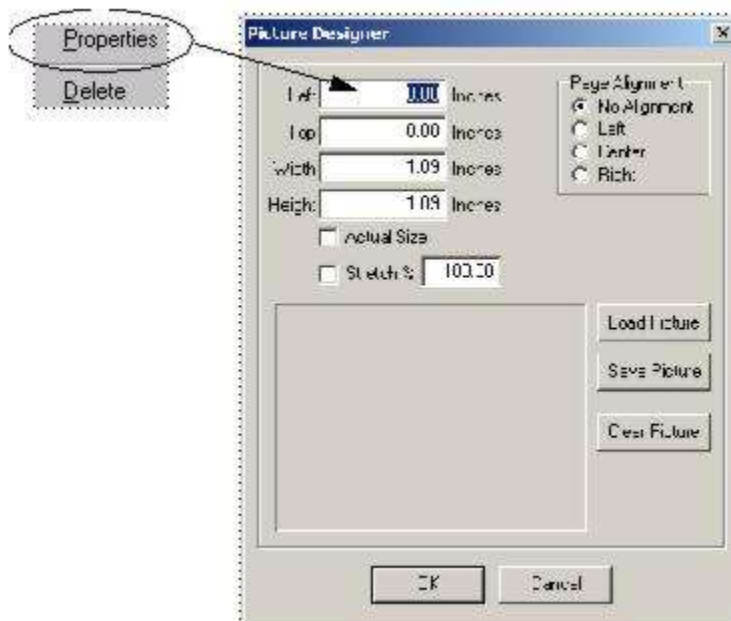 Properties
Delete
Picture Designer
Left 0.00 Inches
Top 0.00 Inches
Width 1.09 Inches
Height 1.09 Inches
Actual Size
Stretch % 100.00
Page Alignment
No Alignment
Left
Center
Right
Load Picture
Save Picture
Clear Picture
OK
Cancel